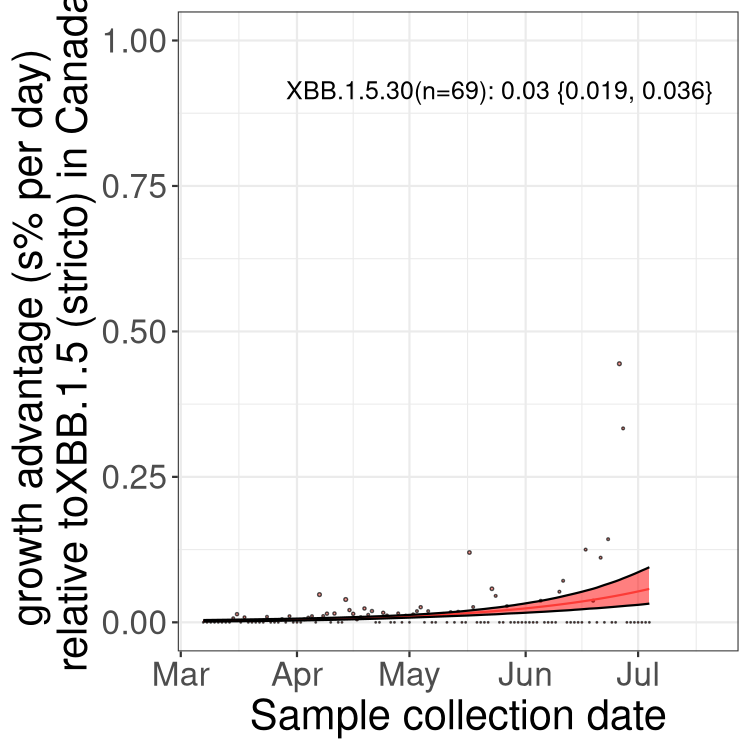 growth advantage (s% per day)
relative toXBB.1.5 (stricto) in Canada
1.00
0.75
0.50
0.25
0.00
XBB.1.5.30(n=69): 0.03 {0.019, 0.036}
Mar Apr May Jun Jul
Sample collection date